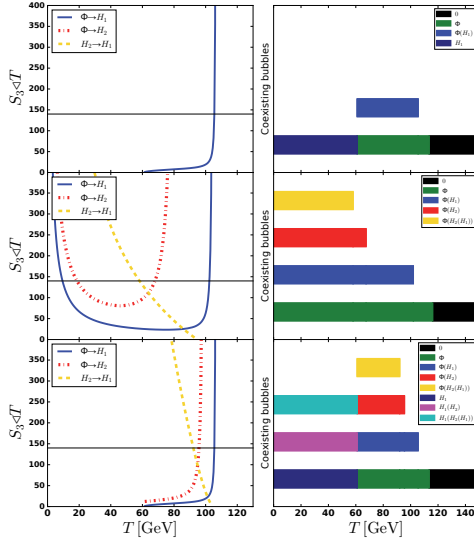 400
350
300
250
200
150
100
50
0
S₃/T
Φ→H₁
Φ→H₂
H₂→H₁
Coexisting bubbles
0
Φ
Φ(H₁)
H₁
350
300
250
200
150
100
50
0
S₃/T
Φ→H₁
Φ→H₂
H₂→H₁
Coexisting bubbles
0
Φ
Φ(H₁)
Φ(H₂)
Φ(H₂(H₁))
350
300
250
200
150
100
50
0
S₃/T
Φ→H₁
Φ→H₂
H₂→H₁
Coexisting bubbles
0
Φ
Φ(H₁)
Φ(H₂)
Φ(H₂(H₁))
H₁
H₁(H₂)
H₁(H₂(H₁))
0 20 40 60 80 100 120
T [GeV]
0 20 40 60 80 100 120 140
T [GeV]